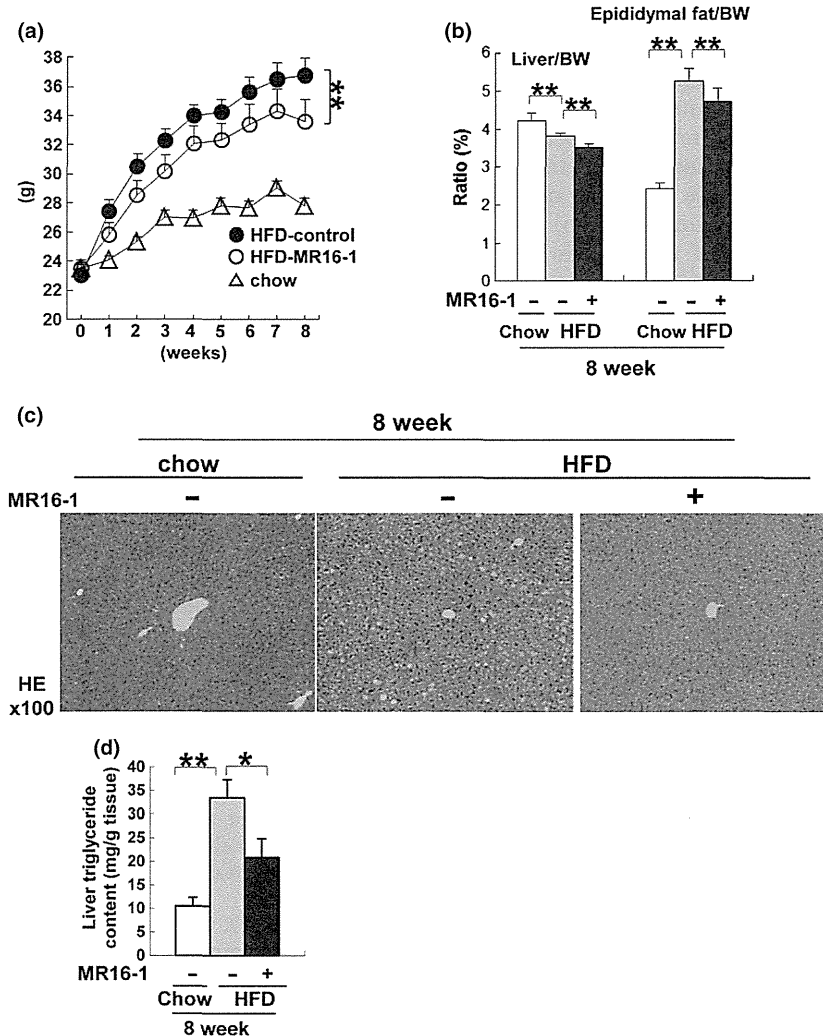 (a)
38
36
34
32
30
28
26
24
22
20
(g)
**
HFD-control
HFD-MR16-1
chow
0 1 2 3 4 5 6 7 8
(weeks)
(b)
Epididymal fat/BW
Liver/BW
** ** ** **
6
5
4
3
2
1
0
Ratio (%)
MR16-1 - - + - - +
Chow HFD Chow HFD
8 week
(c)
8 week
chow HFD
MR16-1 - - +
HE
x100
(d)
** *
40
35
30
25
20
15
10
5
0
Liver triglyceride
content (mg/g tissue)
MR16-1 - - +
Chow HFD
8 week